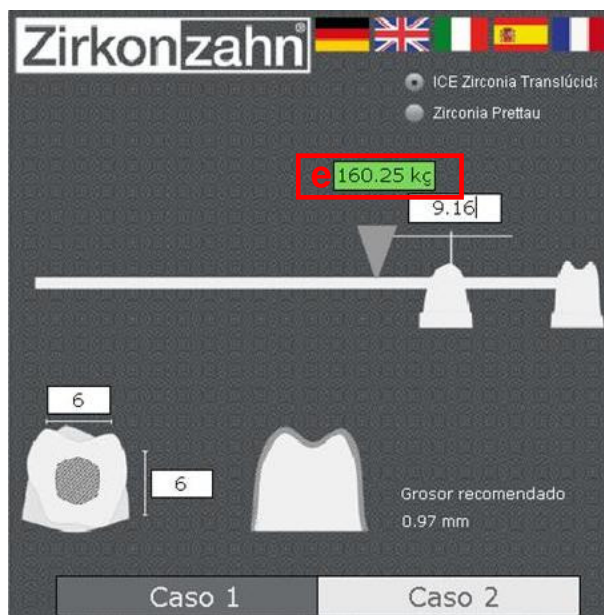 Zirkonzahn®
ICE Zirconia Translúcida
Zirconia Prettau
e 160.25 kg
9.16
6
6
Grosor recomendado
0.97 mm
Caso 1 Caso 2